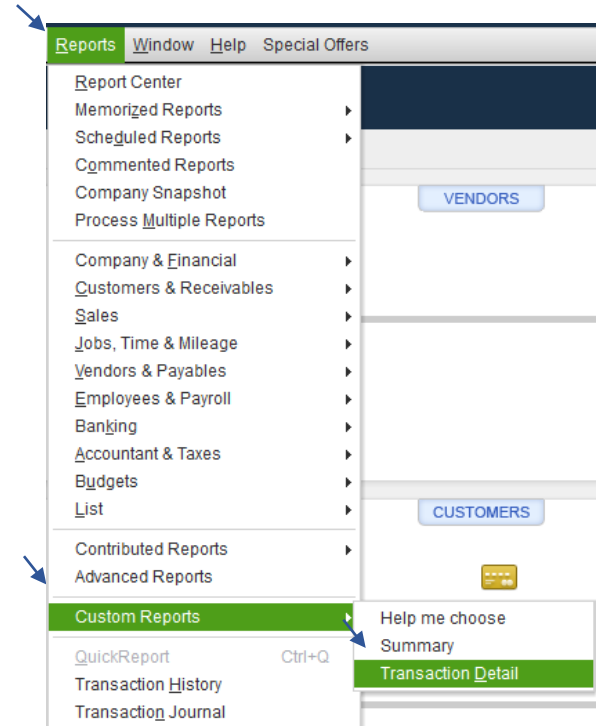 Reports Window Help Special Offers
Report Center
Memorized Reports
Scheduled Reports
Commented Reports
Company Snapshot
VENDORS
Process Multiple Reports
Company & Financial
Customers & Receivables
Sales
Jobs, Time & Mileage
Vendors & Payables
Employees & Payroll
Banking
Accountant & Taxes
Budgets
List
CUSTOMERS
Contributed Reports
Advanced Reports
Custom Reports
Help me choose
Summary
Transaction Detail
QuickReport Ctrl+Q
Transaction History
Transaction Journal